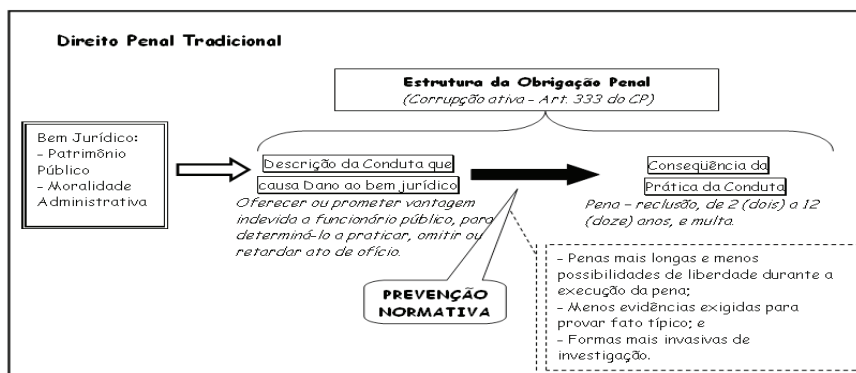 Direito Penal Tradicional
Estrutura da Obrigação Penal
(Corrupção ativa - Art. 333 do CP)
Bem Jurídico:
- Patrimônio
Público
- Moralidade
Administrativa
Descrição da Conduta que
causa Dano ao bem jurídico
Oferecer ou prometer vantagem
indevida a funcionário público, para
determiná-lo a praticar, omitir ou
retardar ato de ofício.
Conseqüência da
Prática da Conduta
Pena - reclusão, de 2 (dois) a 12
(doze) anos, e multa.
PREVENÇÃO
NORMATIVA
- Penas mais longas e menos
possibilidades de liberdade durante a
execução da pena;
- Menos evidências exigidas para
provar fato típico; e
- Formas mais invasivas de
investigação.